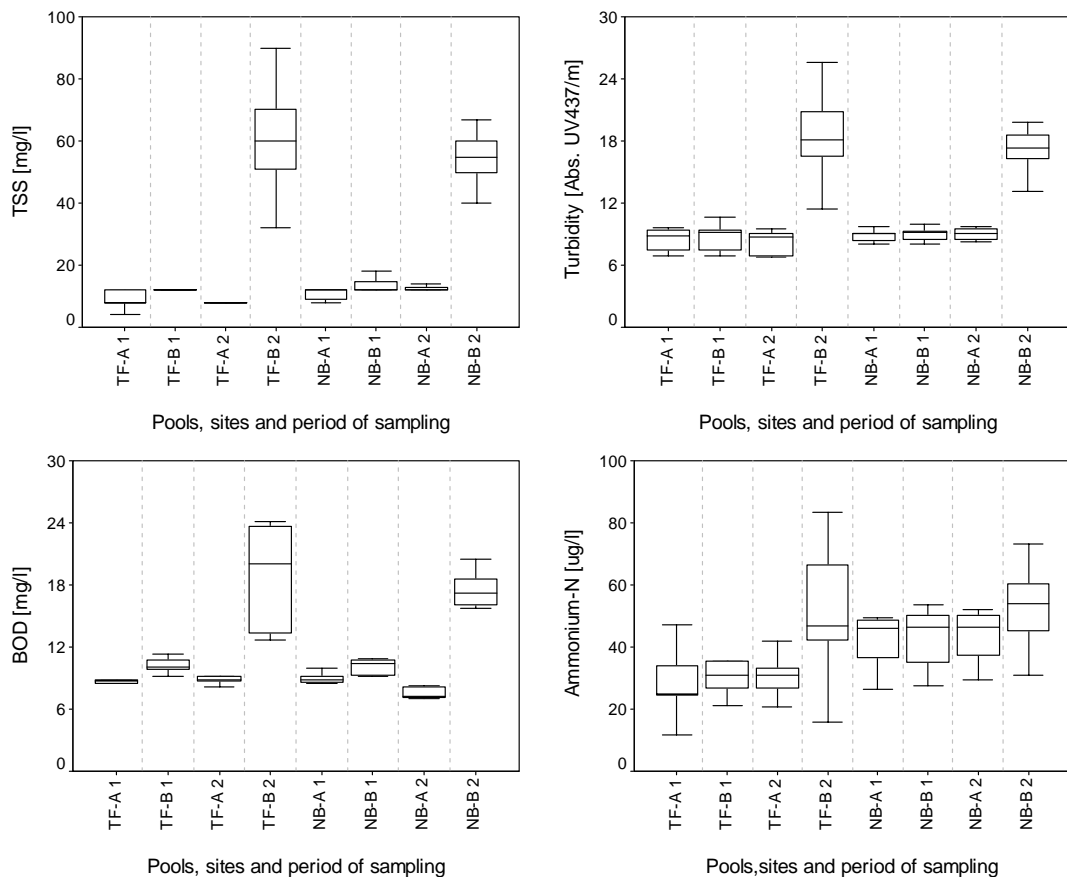 TSS [mg/l]
100
80
60
40
20
0
TF-A 1
TF-B 1
TF-A 2
TF-B 2
NB-A 1
NB-B 1
NB-A 2
NB-B 2
Pools, sites and period of sampling
Turbidity [Abs. UV437/m]
30
24
18
12
6
0
TF-A 1
TF-B 1
TF-A 2
TF-B 2
NB-A 1
NB-B 1
NB-A 2
NB-B 2
Pools, sites and period of sampling
BOD [mg/l]
30
24
18
12
6
0
TF-A 1
TF-B 1
TF-A 2
TF-B 2
NB-A 1
NB-B 1
NB-A 2
NB-B 2
Pools, sites and period of sampling
Ammonium-N [ug/l]
100
80
60
40
20
0
TF-A 1
TF-B 1
TF-A 2
TF-B 2
NB-A 1
NB-B 1
NB-A 2
NB-B 2
Pools,sites and period of sampling